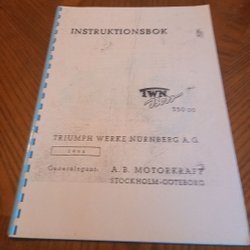 INSTRUKTIONSBOK
TWN
350 cc
TRIUMPH WERKE NÜRNBERG A.G.
Generalagent:
A.B. MOTORKRAFT
STOCKHOLM-GÖTEBORG